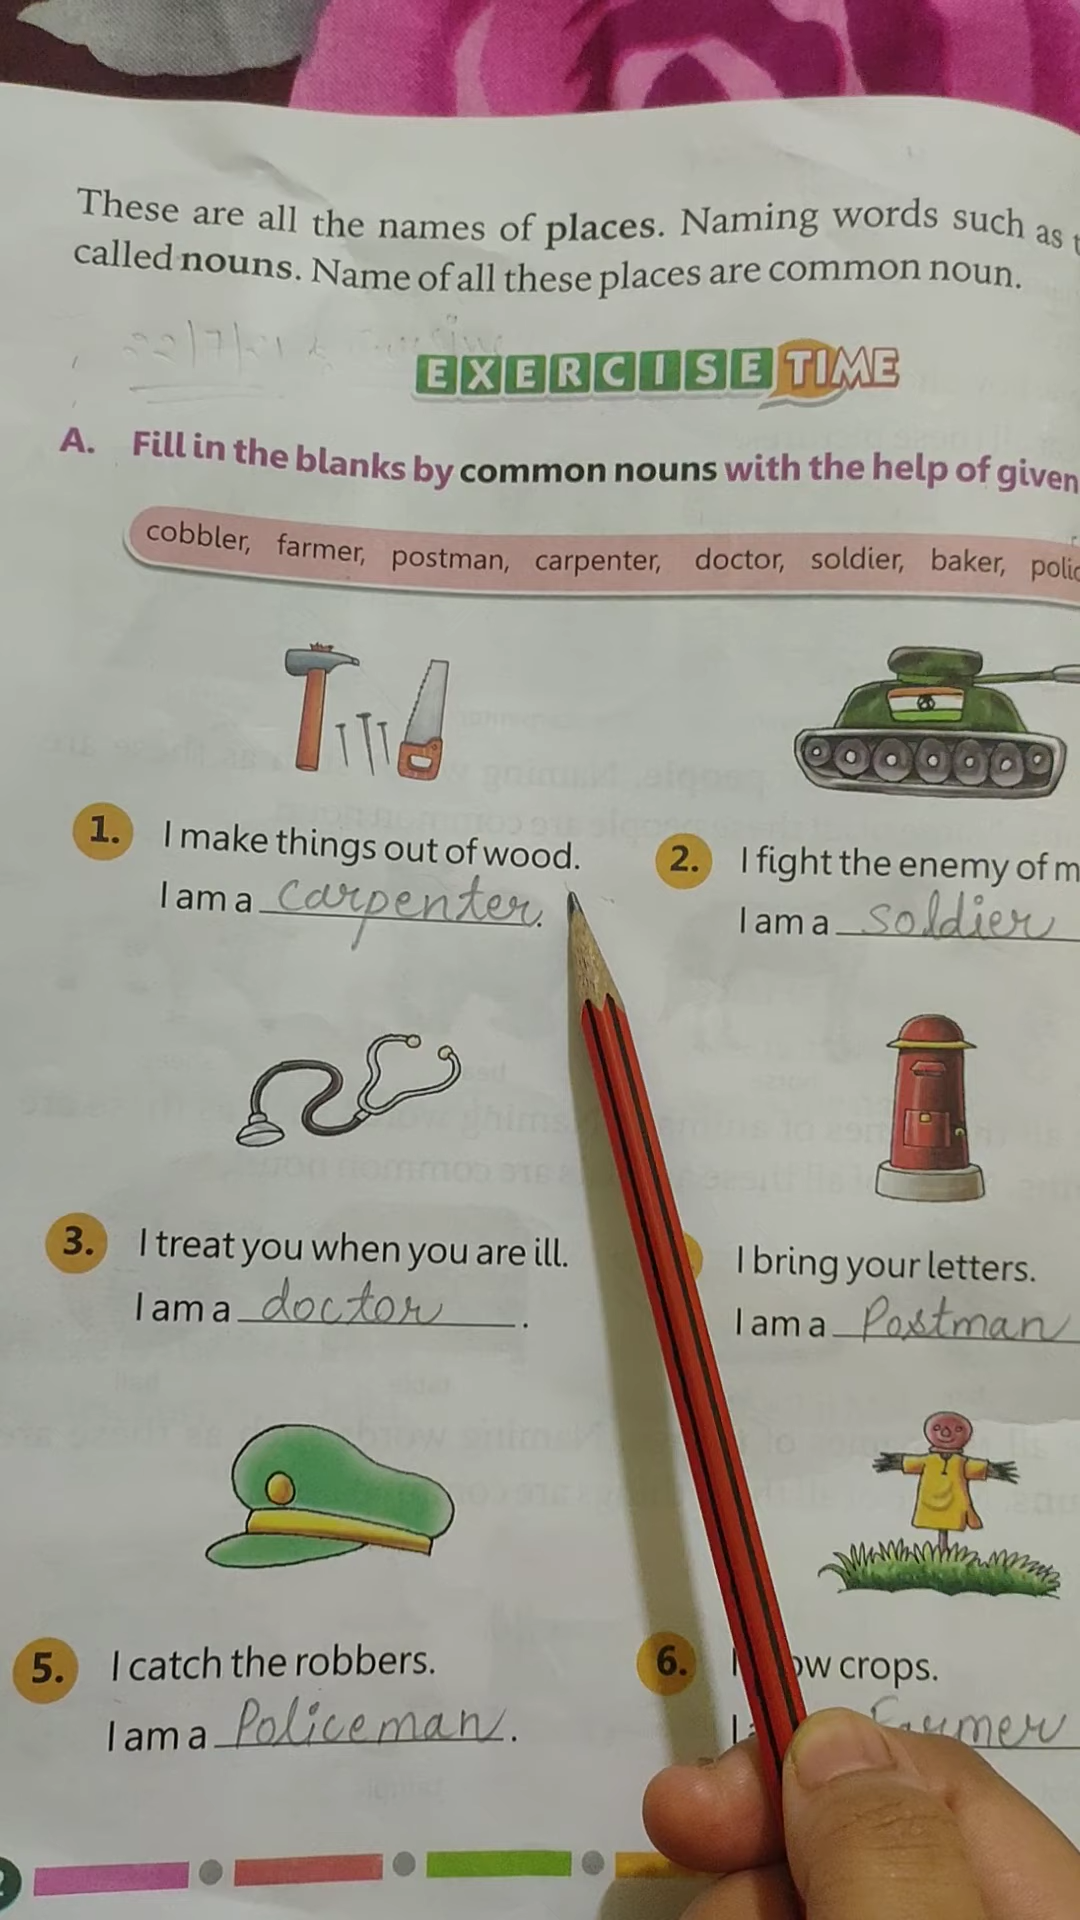 These are all the names of places. Naming words such as
called nouns. Name of all these places are common noun.
EXERCISE TIME
A. Fill in the blanks by common nouns with the help of given
cobbler, farmer, postman, carpenter, doctor, soldier, baker,
1. I make things out of wood.
I am a carpenter.
2. I fight the enemy of
I am a soldier
3. I treat you when you are ill.
I am a doctor.
I bring your letters.
I am a Postman
5. I catch the robbers.
I am a Policeman.
6. crops.
Farmer